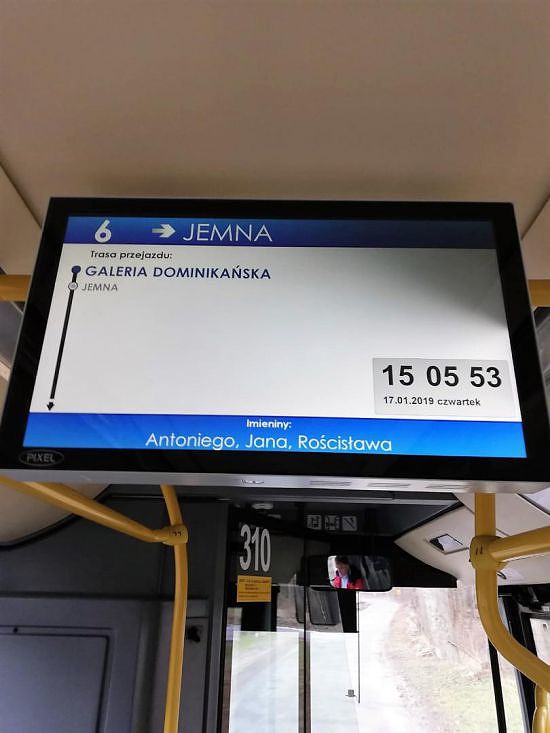 6 → JEMNA
Trasa przejazdu:
GALERIA DOMINIKAŃSKA
JEMNA
15 05 53
17.01.2019 czwartek
Imieniny:
Antoniego, Jana, Rościsława
PIXEL
310